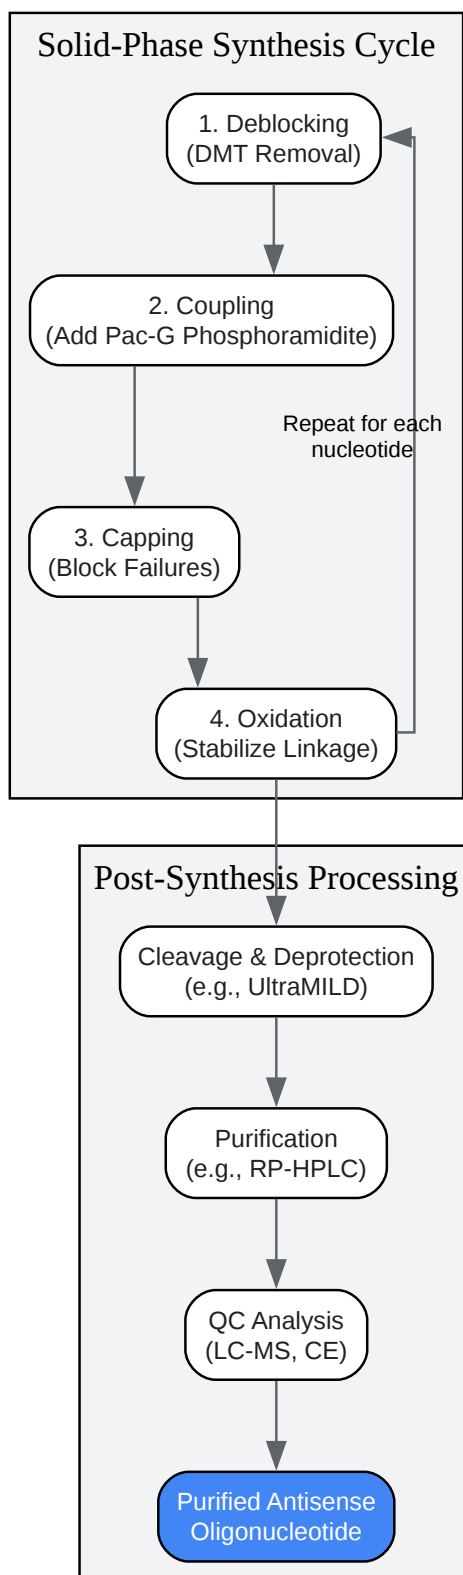 Solid-Phase Synthesis Cycle
1. Deblocking
(DMT Removal)
2. Coupling
(Add Pac-G Phosphoramidite)
Repeat for each
nucleotide
3. Capping
(Block Failures)
4. Oxidation
(Stabilize Linkage)
Post-Synthesis Processing
Cleavage & Deprotection
(e.g., UltraMILD)
Purification
(e.g., RP-HPLC)
QC Analysis
(LC-MS, CE)
Purified Antisense
Oligonucleotide